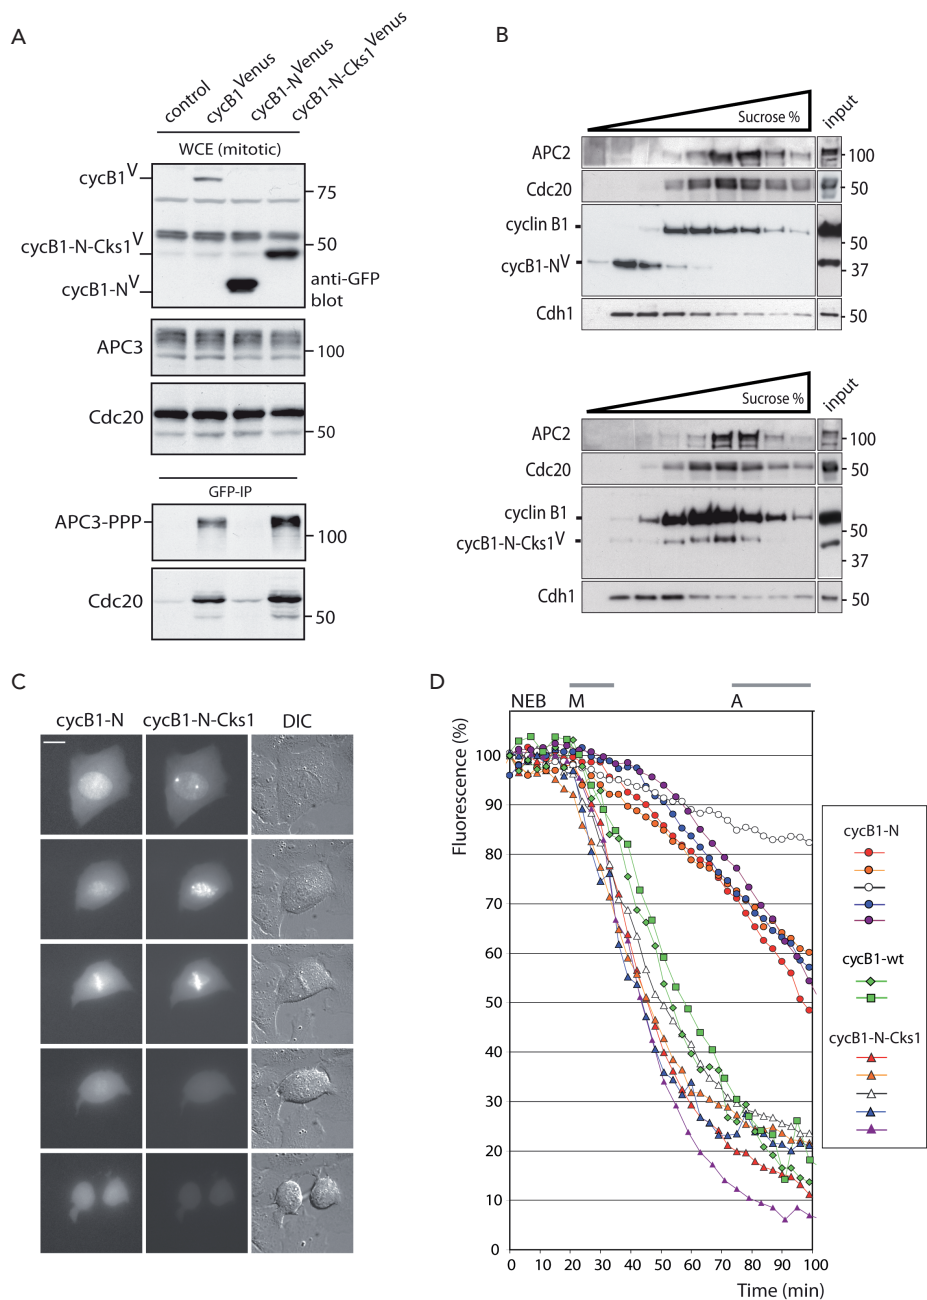 A
control
cycB1Venus
cycB1-NVenus
cycB1-N-Cks1Venus
WCE (mitotic)
cycB1V
75
cycB1-N-Cks1V
50
cycB1-NV
anti-GFP
blot
APC3
100
Cdc20
50
GFP-IP
APC3-PPP
100
Cdc20
50
B
Sucrose %
input
APC2
100
Cdc20
50
cyclin B1
50
cycB1-NV
37
Cdh1
50
Sucrose %
input
APC2
100
Cdc20
50
cyclin B1
50
cycB1-N-Cks1V
37
Cdh1
50
C
cycB1-N
cycB1-N-Cks1
DIC
D
NEB
M
A
Fluorescence (%)
100
90
80
70
60
50
40
30
20
10
0
0 10 20 30 40 50 60 70 80 90 100
Time (min)
cycB1-N
cycB1-wt
cycB1-N-Cks1